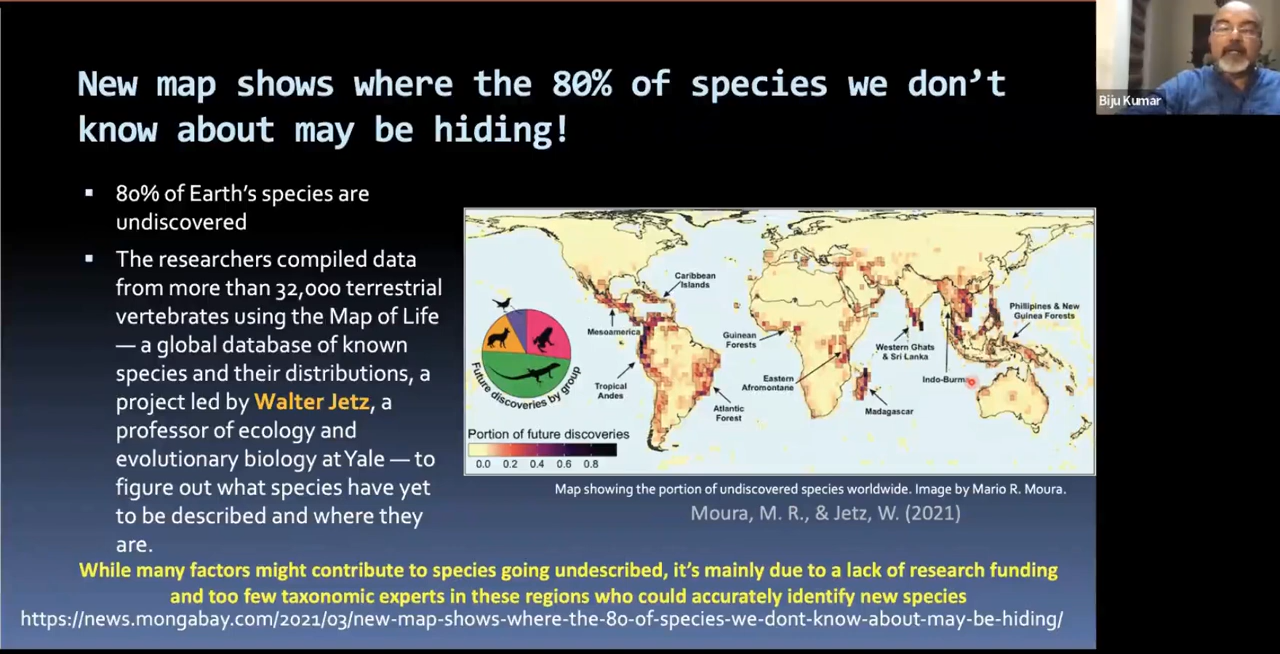 New map shows where the 80% of species we don't
know about may be hiding!
Biju Kumar
80% of Earth's species are
undiscovered
The researchers compiled data
from more than 32,000 terrestrial
vertebrates using the Map of Life
— a global database of known
species and their distributions, a
project led by Walter Jetz, a
professor of ecology and
evolutionary biology at Yale — to
figure out what species have yet
to be described and where they
are.
Caribbean
Islands
Mesoamerica
Tropical
Andes
Atlantic
Forest
Guinean
Forests
Eastern
Afromontane
Madagascar
Western Ghats
& Sri Lanka
Indo-Burm
Phillipines & New
Guinea Forests
Future discoveries by group
Portion of future discoveries
0.0 0.2 0.4 0.6 0.8
Map showing the portion of undiscovered species worldwide. Image by Mario R. Moura.
Moura, M. R., & Jetz, W. (2021)
While many factors might contribute to species going undescribed, it's mainly due to a lack of research funding
and too few taxonomic experts in these regions who could accurately identify new species
https://news.mongabay.com/2021/03/new-map-shows-where-the-80-of-species-we-dont-know-about-may-be-hiding/